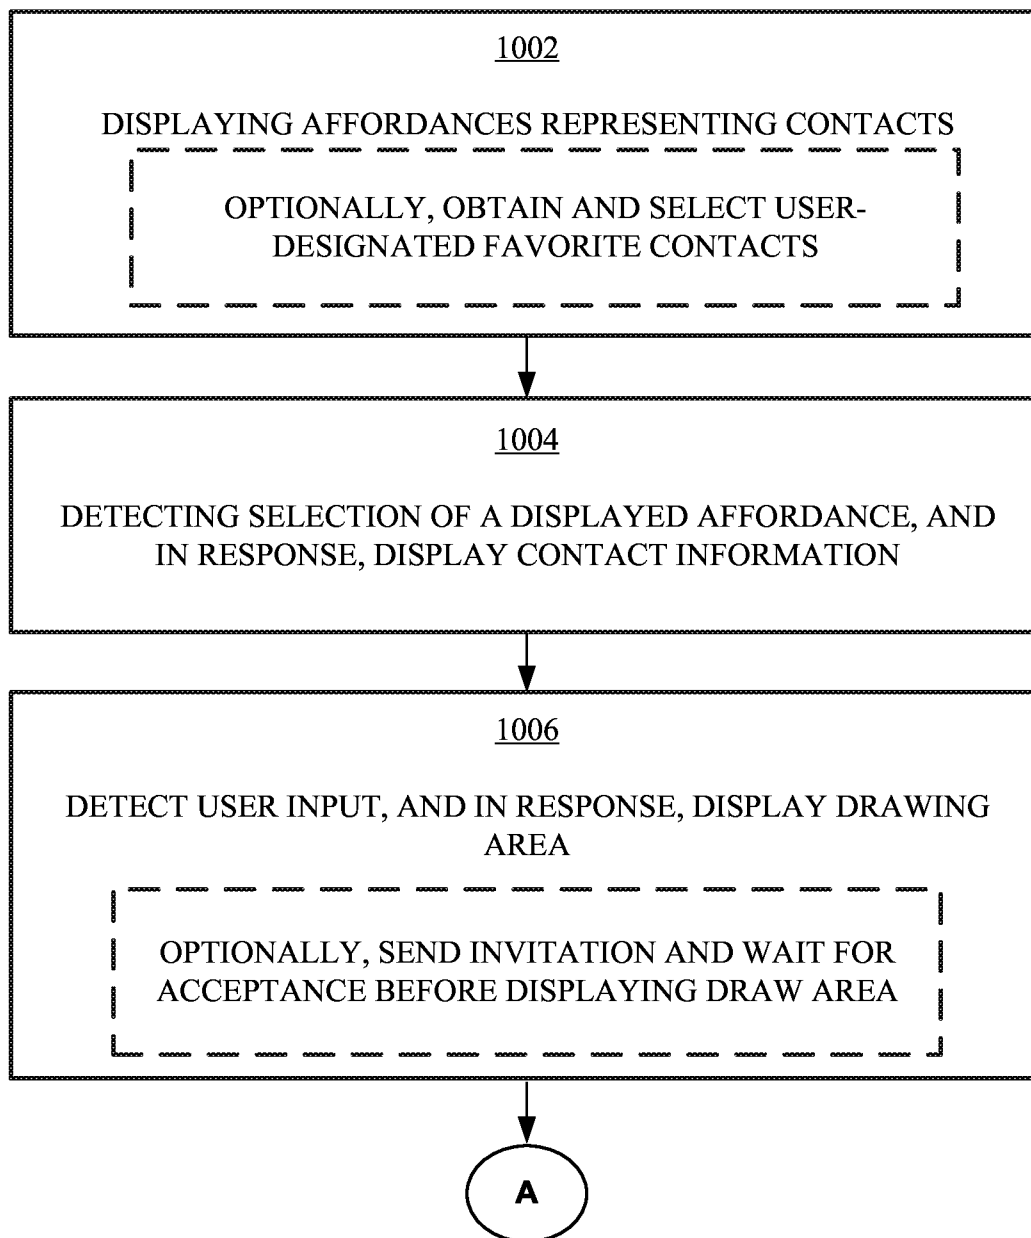 1002
DISPLAYING AFFORDANCES REPRESENTING CONTACTS
OPTIONALLY, OBTAIN AND SELECT USER-
DESIGNATED FAVORITE CONTACTS
1004
DETECTING SELECTION OF A DISPLAYED AFFORDANCE, AND
IN RESPONSE, DISPLAY CONTACT INFORMATION
1006
DETECT USER INPUT, AND IN RESPONSE, DISPLAY DRAWING
AREA
OPTIONALLY, SEND INVITATION AND WAIT FOR
ACCEPTANCE BEFORE DISPLAYING DRAW AREA
A